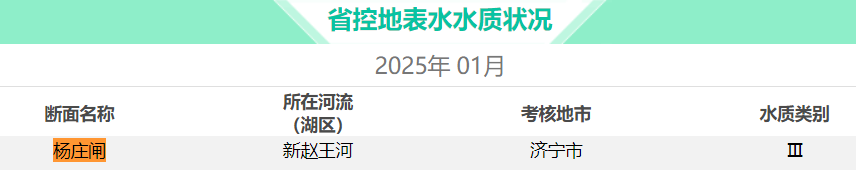 省控地表水水质状况
2025年 01月
断面名称 所在河流（湖区） 考核地市 水质类别
杨庄闸 新赵王河 济宁市 Ⅲ